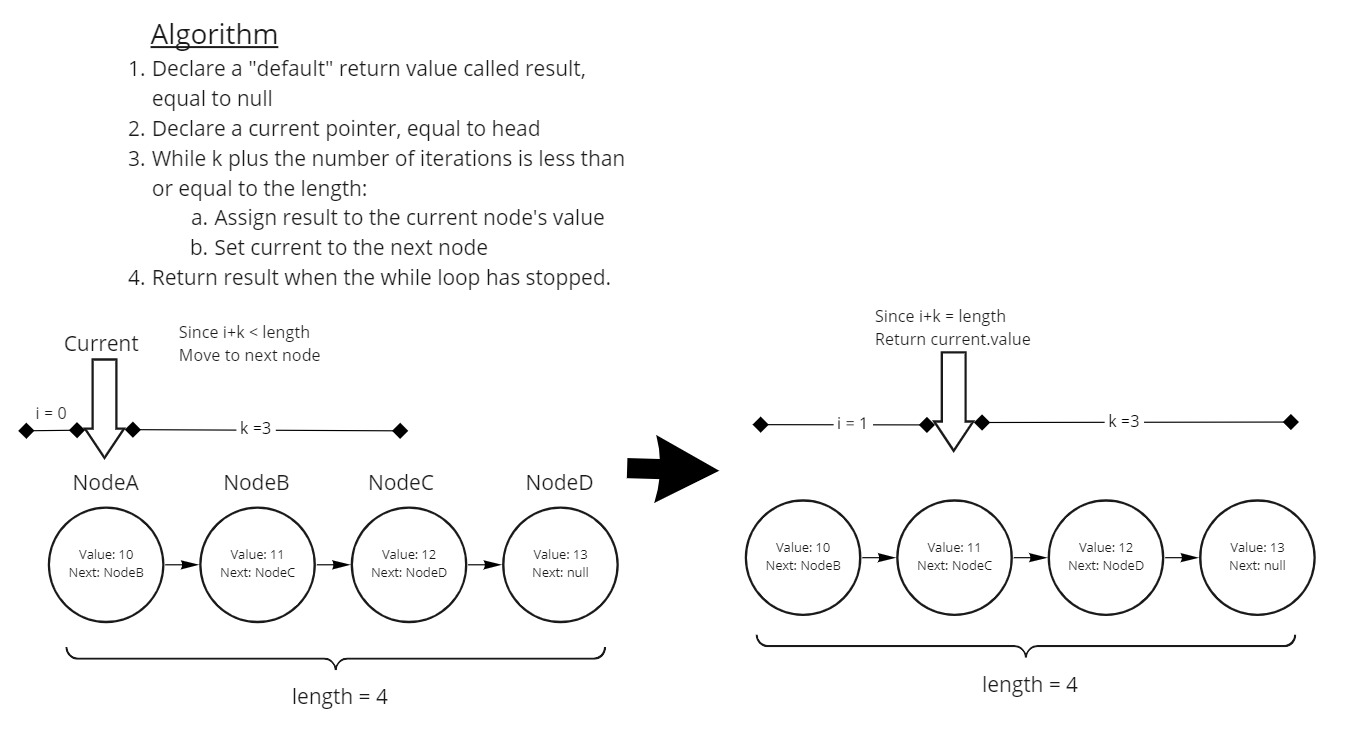 Algorithm
1. Declare a "default" return value called result,
equal to null
2. Declare a current pointer, equal to head
3. While k plus the number of iterations is less than
or equal to the length:
a. Assign result to the current node's value
b. Set current to the next node
4. Return result when the while loop has stopped.
Current
Since i+k < length
Move to next node
i = 0
k =3
NodeA
NodeB
NodeC
NodeD
Value: 10
Next: NodeB
Value: 11
Next: NodeC
Value: 12
Next: NodeD
Value: 13
Next: null
length = 4
Since i+k = length
Return current.value
i = 1
k =3
Value: 10
Next: NodeB
Value: 11
Next: NodeC
Value: 12
Next: NodeD
Value: 13
Next: null
length = 4